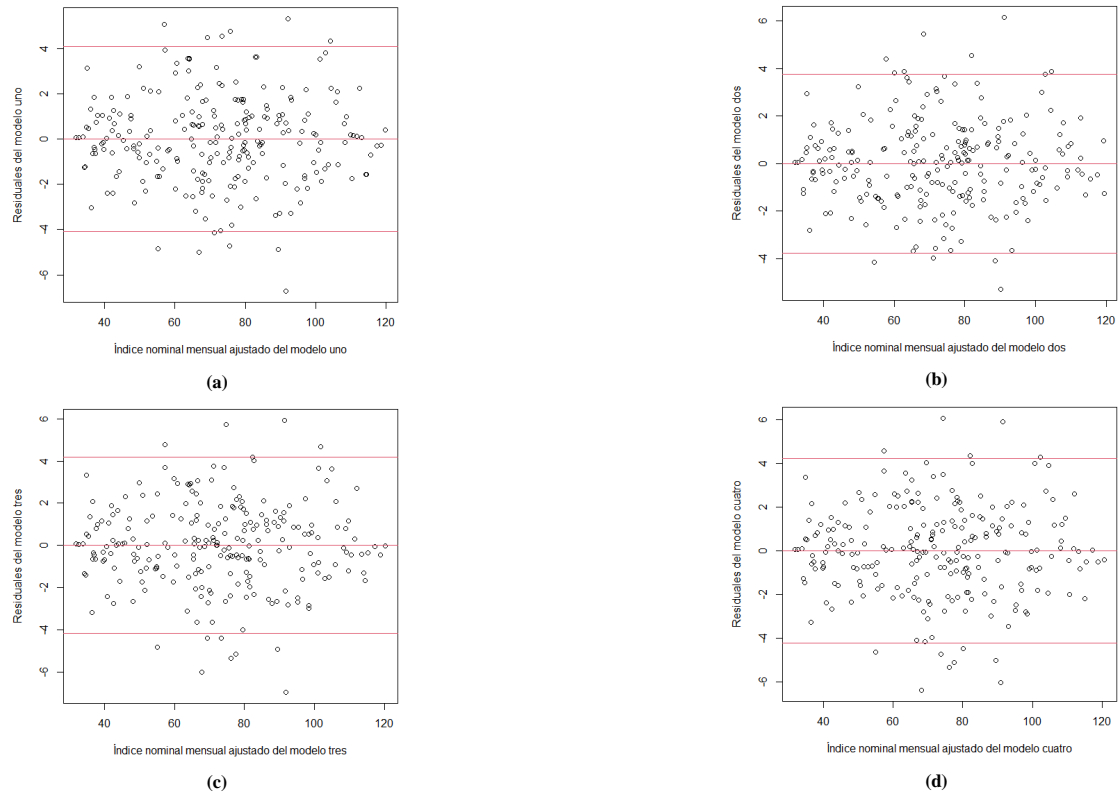 Residuales del modelo uno
4
2
0
-2
-4
-6
40 60 80 100 120
Índice nominal mensual ajustado del modelo uno
(a)
Residuales del modelo dos
6
4
2
0
-2
-4
40 60 80 100 120
Índice nominal mensual ajustado del modelo dos
(b)
Residuales del modelo tres
6
4
2
0
-2
-4
-6
40 60 80 100 120
Índice nominal mensual ajustado del modelo tres
(c)
Residuales del modelo cuatro
6
4
2
0
-2
-4
-6
40 60 80 100 120
Índice nominal mensual ajustado del modelo cuatro
(d)